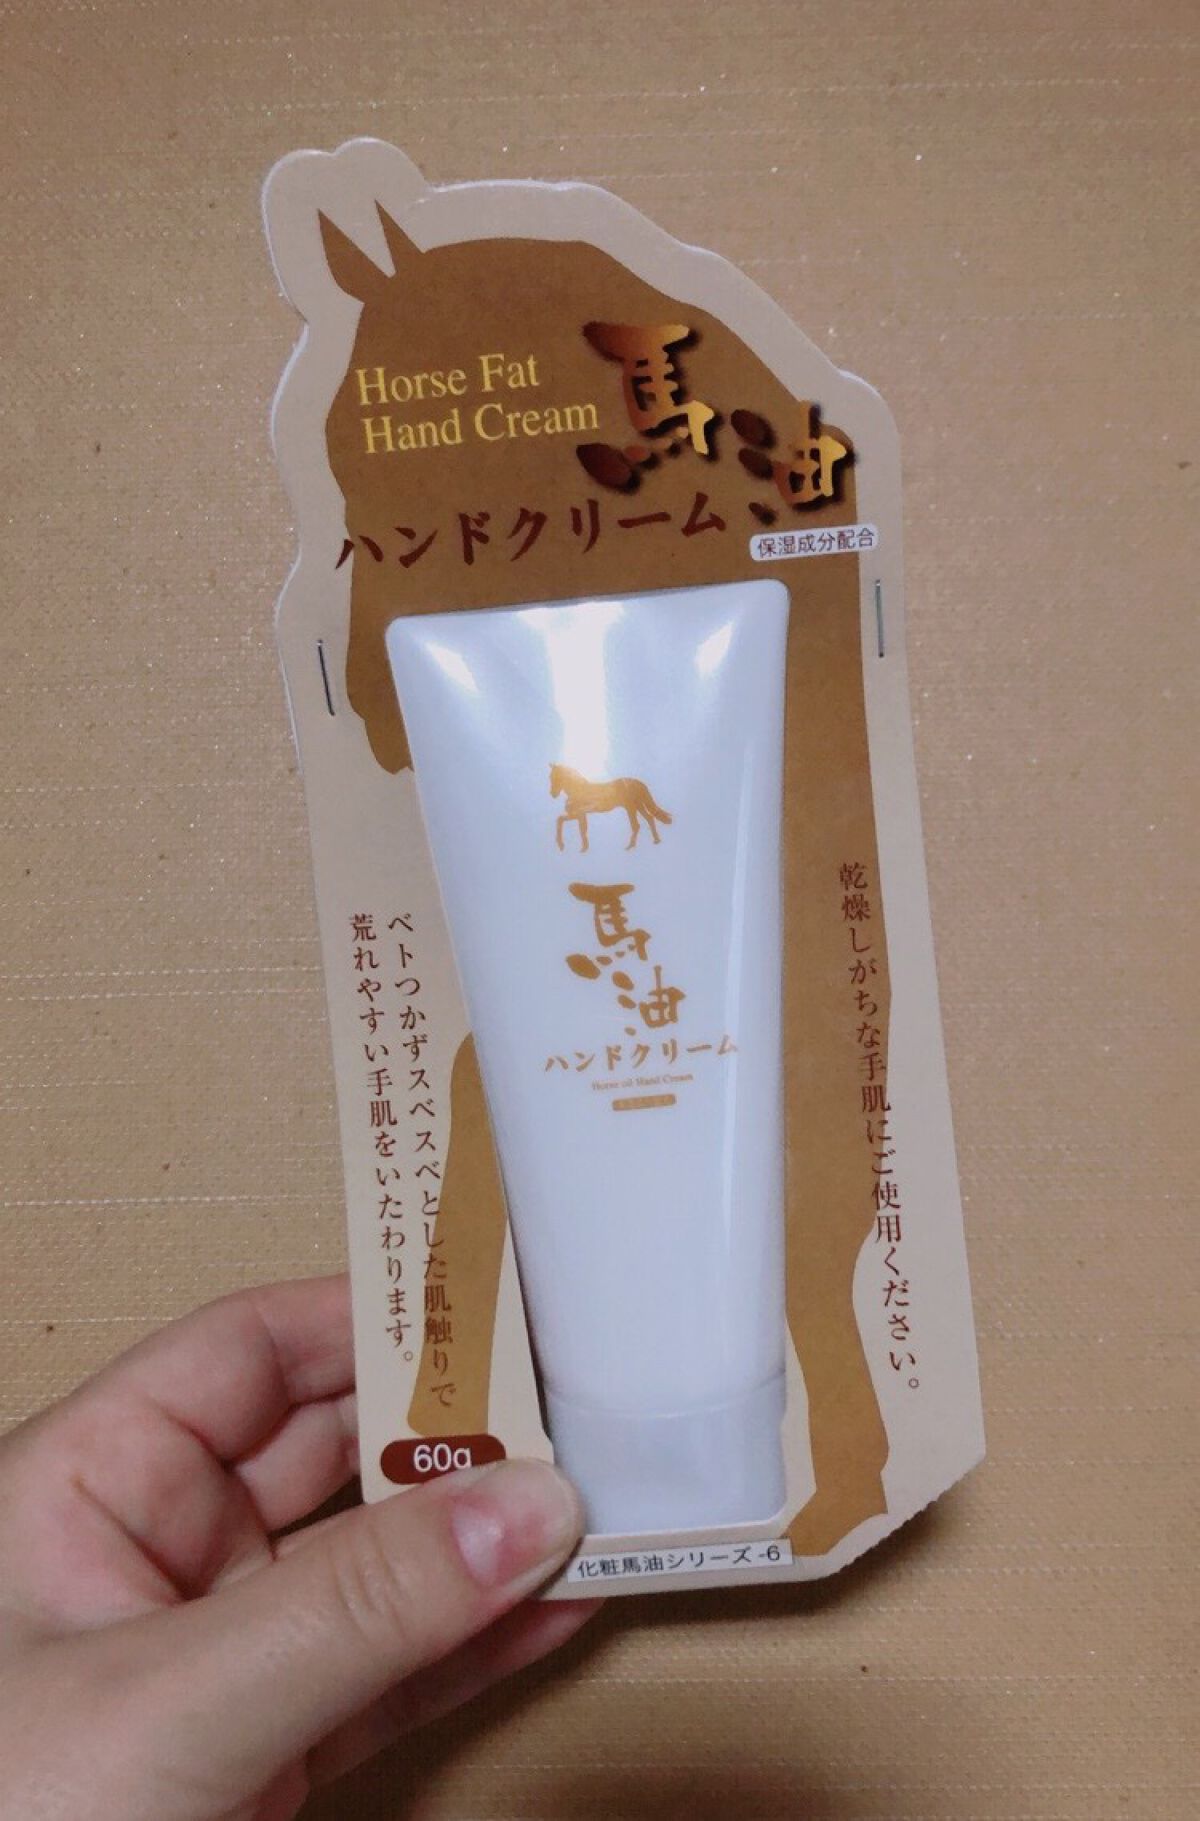 Horse Fat
Hand Cream
馬油
ハンドクリーム
保湿成分配合
馬油
ハンドクリーム
Horse oil Hand Cream
乾燥しがちな手肌にご使用ください。
ベトつかずスベスベとした肌触りで
荒れやすい手肌をいたわります。
60g
化粧馬油シリーズ-6